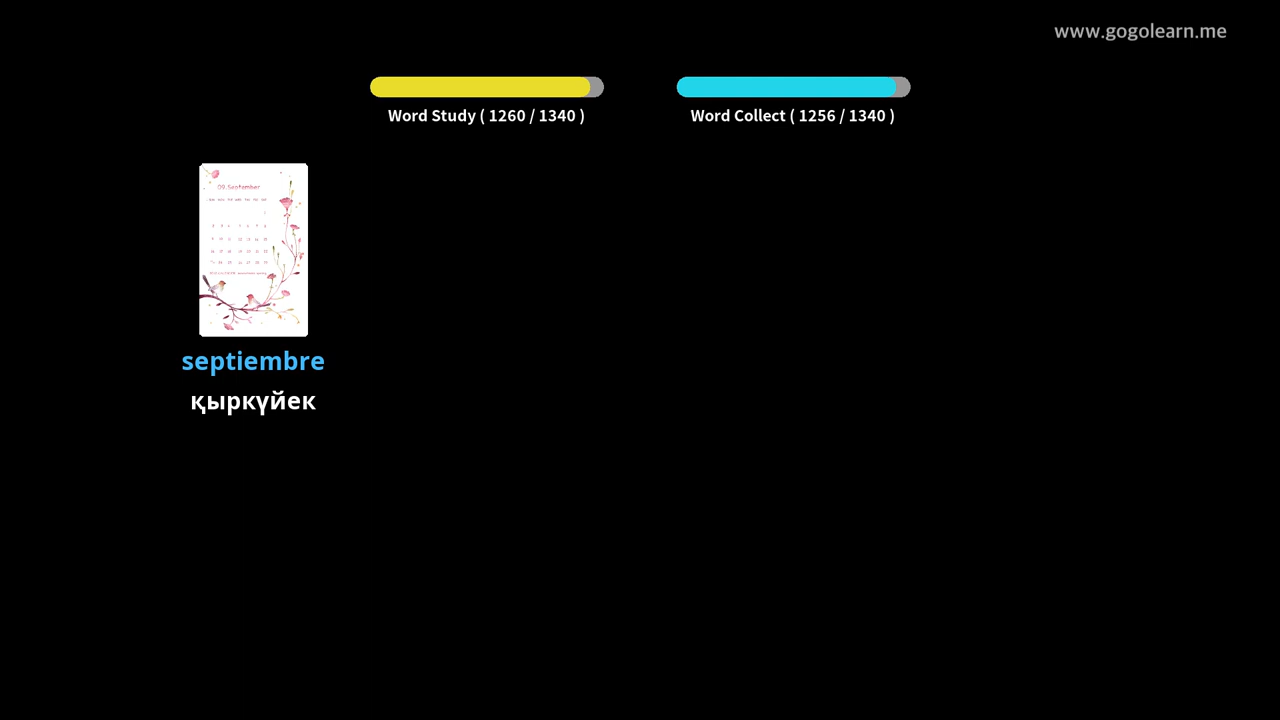 www.gogolearn.me
Word Study ( 1260 / 1340 )
Word Collect ( 1256 / 1340 )
09.September
septiembre
қыркүйек